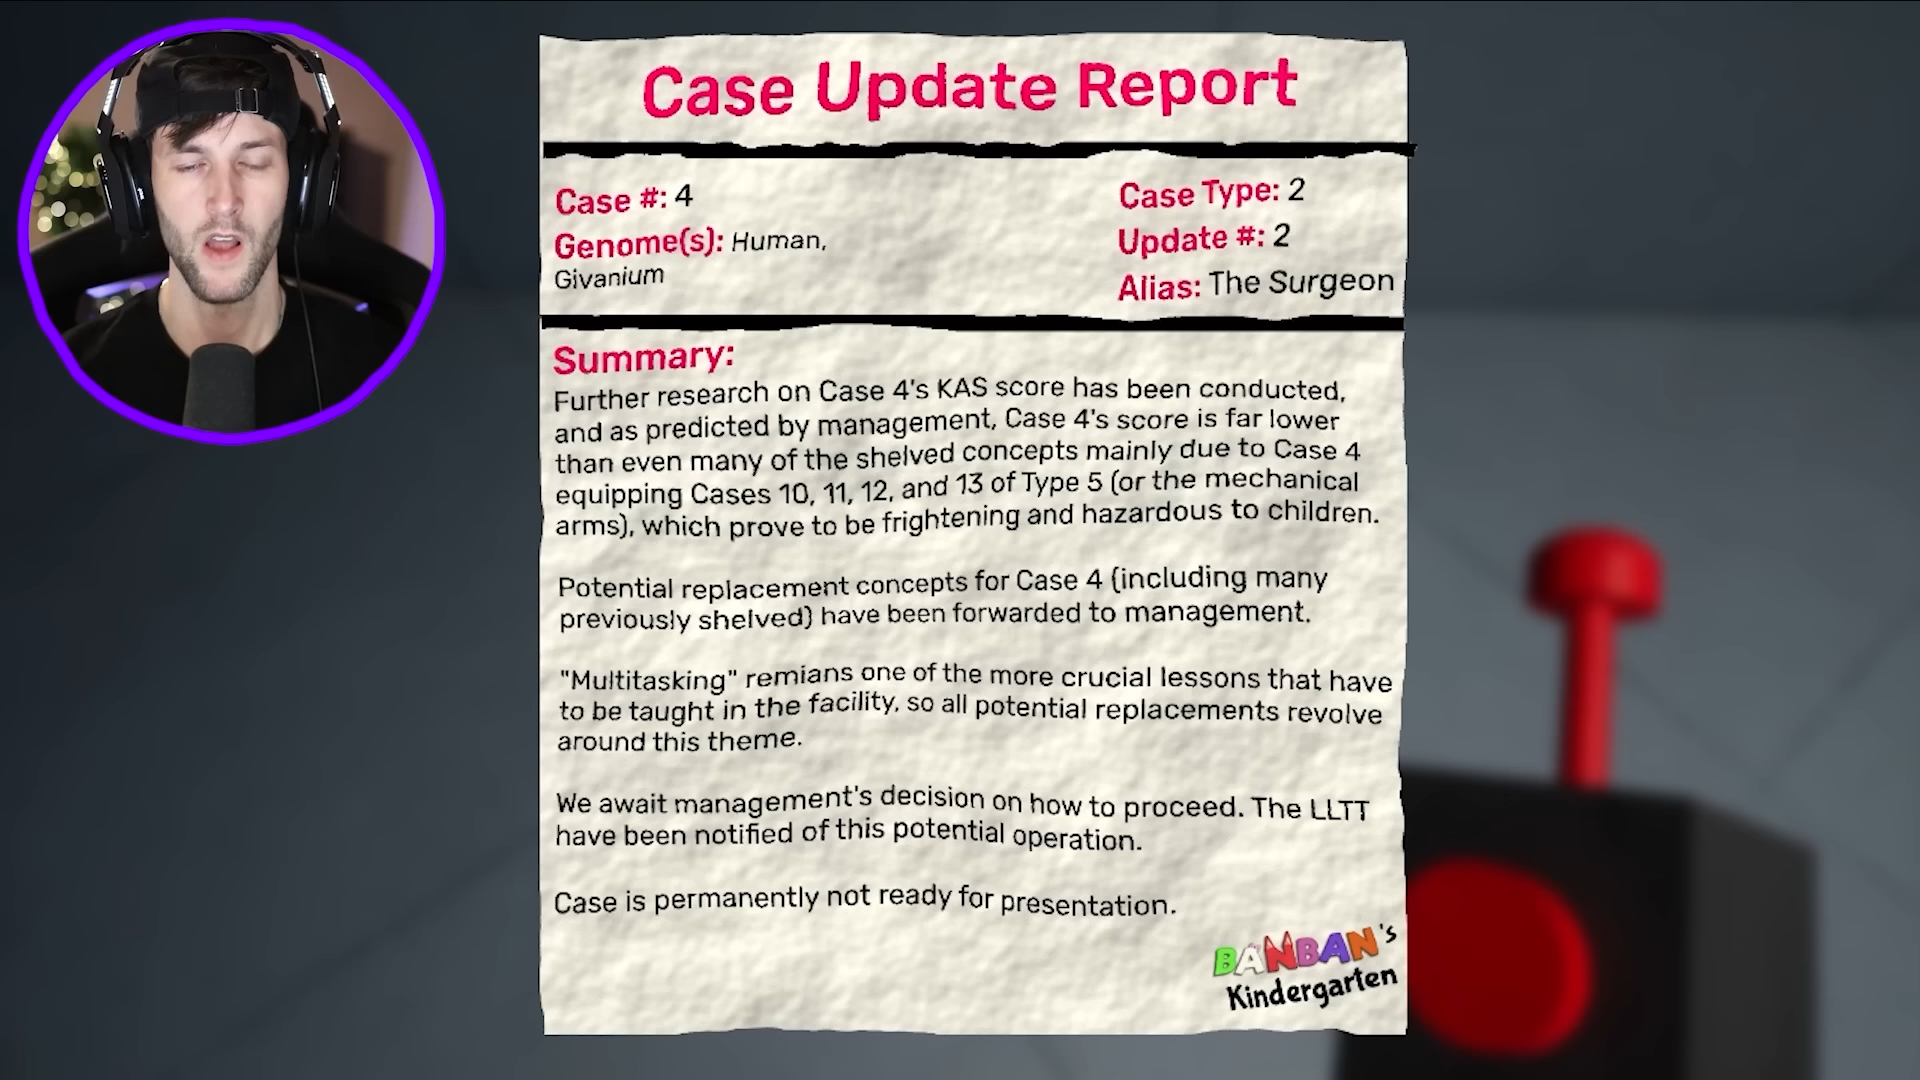 Case Update Report
Case #: 4
Genome(s): Human,
Givanium
Case Type: 2
Update #: 2
Alias: The Surgeon
Summary:
Further research on Case 4's KAS score has been conducted,
and as predicted by management, Case 4's score is far lower
than even many of the shelved concepts mainly due to Case 4
equipping Cases 10, 11, 12, and 13 of Type 5 (or the mechanical
arms), which prove to be frightening and hazardous to children.
Potential replacement concepts for Case 4 (including many
previously shelved) have been forwarded to management.
"Multitasking" remians one of the more crucial lessons that have
to be taught in the facility, so all potential replacements revolve
around this theme.
We await management's decision on how to proceed. The LLTT
have been notified of this potential operation.
Case is permanently not ready for presentation.
BANBAN's
Kindergarten